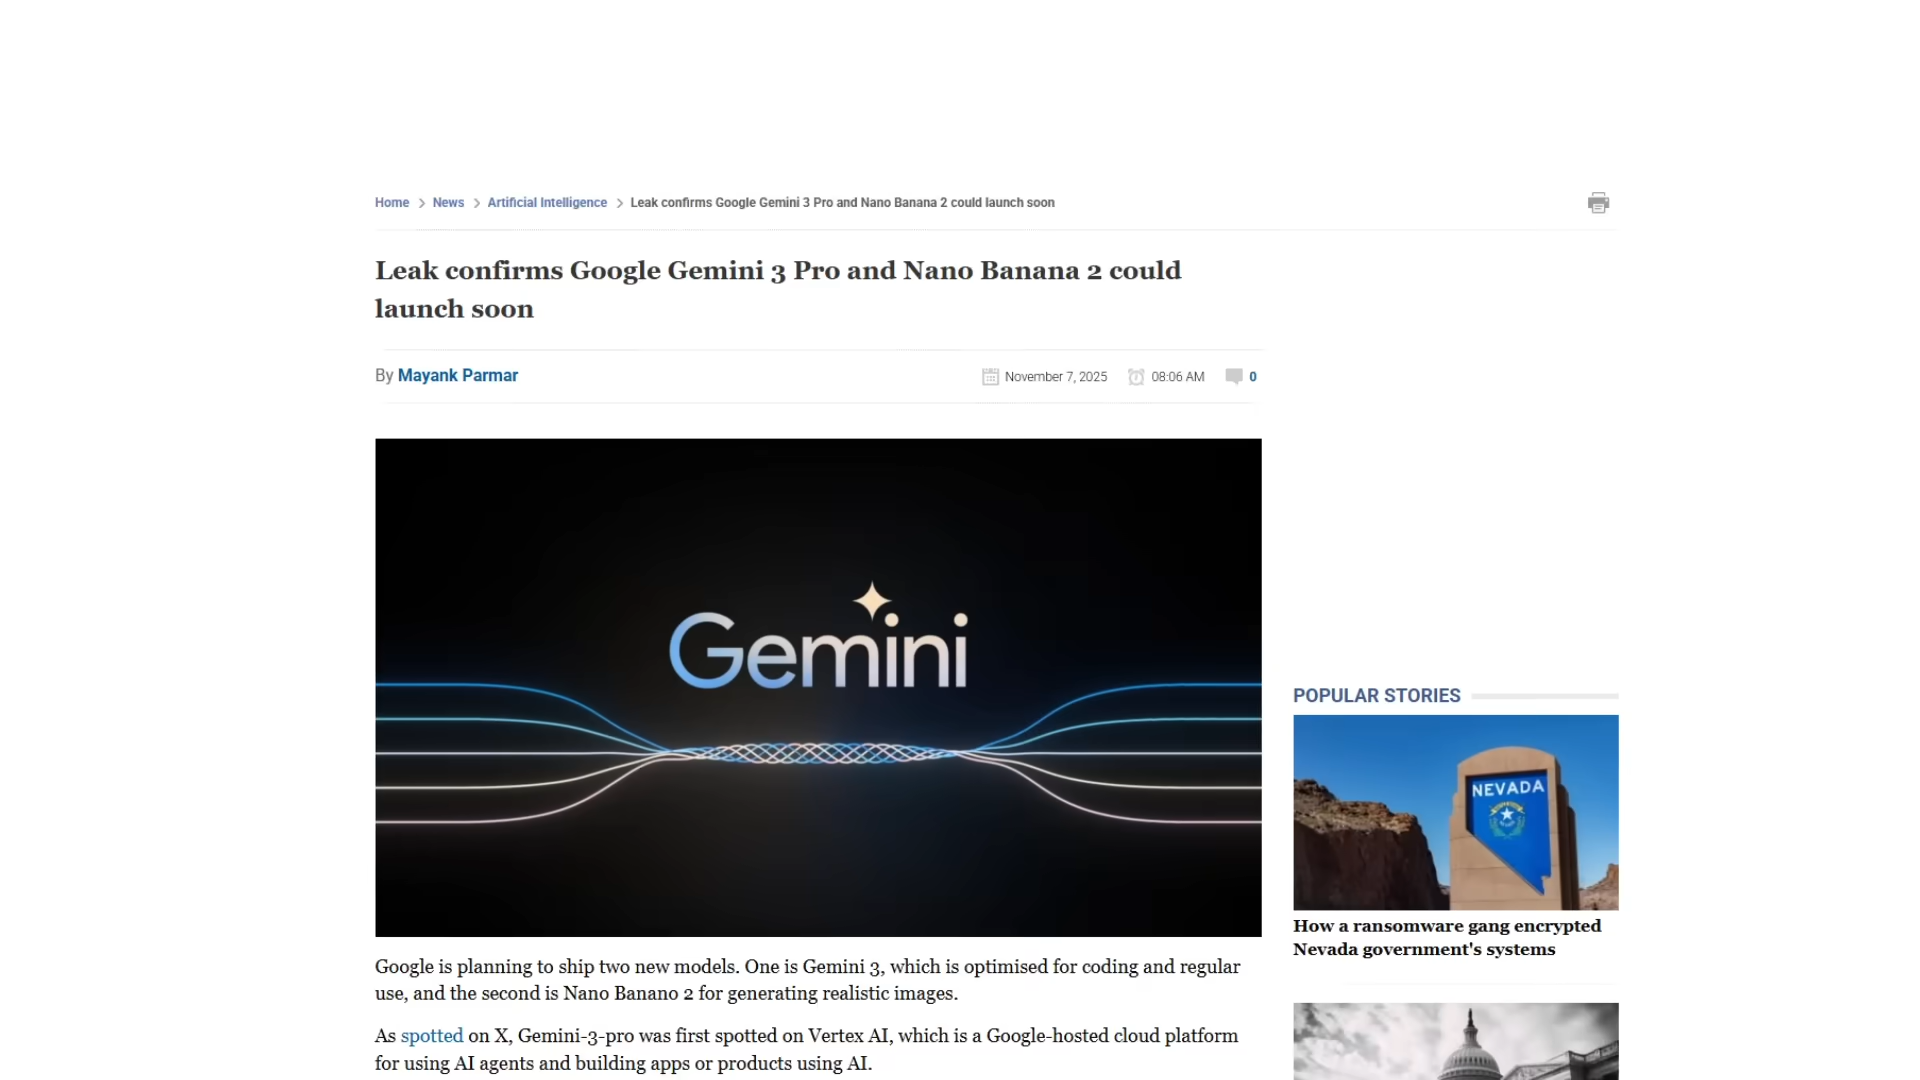 Home > News > Artificial Intelligence > Leak confirms Google Gemini 3 Pro and Nano Banana 2 could launch soon
Leak confirms Google Gemini 3 Pro and Nano Banana 2 could
launch soon
By Mayank Parmar
November 7, 2025 08:06 AM 0
Gemini
Google is planning to ship two new models. One is Gemini 3, which is optimised for coding and regular
use, and the second is Nano Banano 2 for generating realistic images.
As spotted on X, Gemini-3-pro was first spotted on Vertex AI, which is a Google-hosted cloud platform
for using AI agents and building apps or products using AI.
POPULAR STORIES
NEVADA
How a ransomware gang encrypted
Nevada government's systems